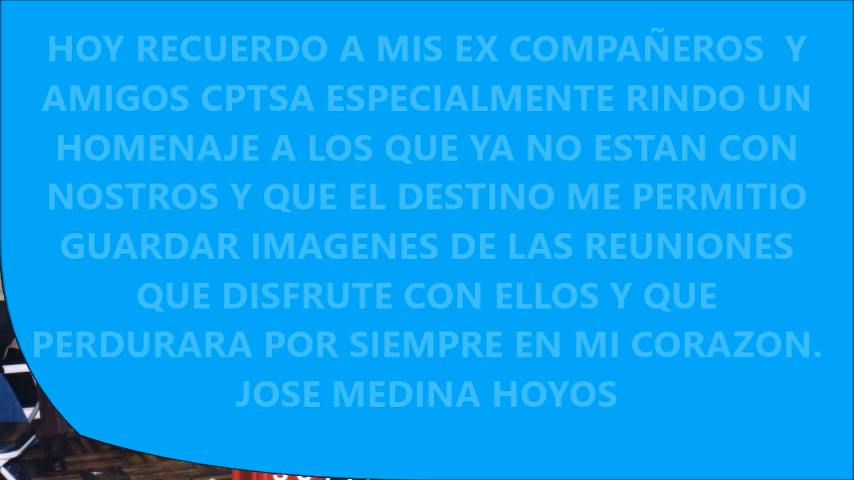 HOY RECUERDO A MIS EX COMPAÑEROS Y
AMIGOS CPTSA ESPECIALMENTE RINDO UN
HOMENAJE A LOS QUE YA NO ESTAN CON
NOSTROS Y QUE EL DESTINO ME PERMITIO
GUARDAR IMAGENES DE LAS REUNIONES
QUE DISFRUTE CON ELLOS Y QUE
PERDURARA POR SIEMPRE EN MI CORAZON.
JOSE MEDINA HOYOS